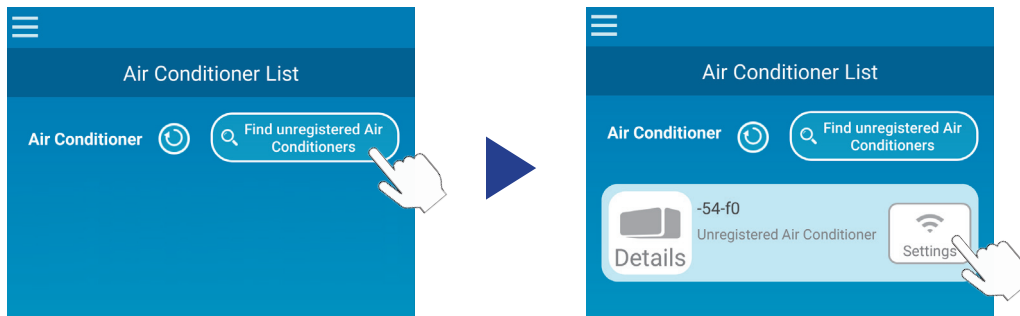 Air Conditioner List
Air Conditioner
Find unregistered Air
Conditioners
Air Conditioner List
Air Conditioner
Find unregistered Air
Conditioners
-54-f0
Unregistered Air Conditioner
Details
Settings